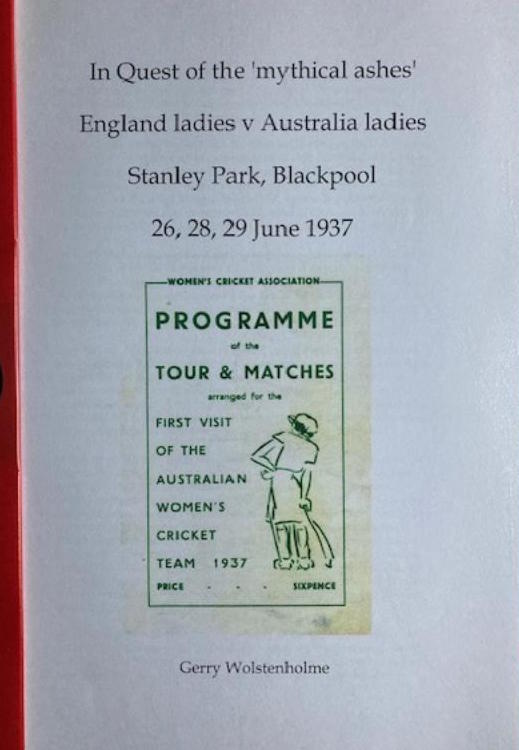 In Quest of the 'mythical ashes'
England ladies v Australia ladies
Stanley Park, Blackpool
26, 28, 29 June 1937
WOMEN'S CRICKET ASSOCIATION
PROGRAMME
of the
TOUR & MATCHES
arranged for the
FIRST VISIT
OF THE
AUSTRALIAN
WOMEN'S
CRICKET
TEAM 1937
PRICE - - - SIXPENCE
Gerry Wolstenholme